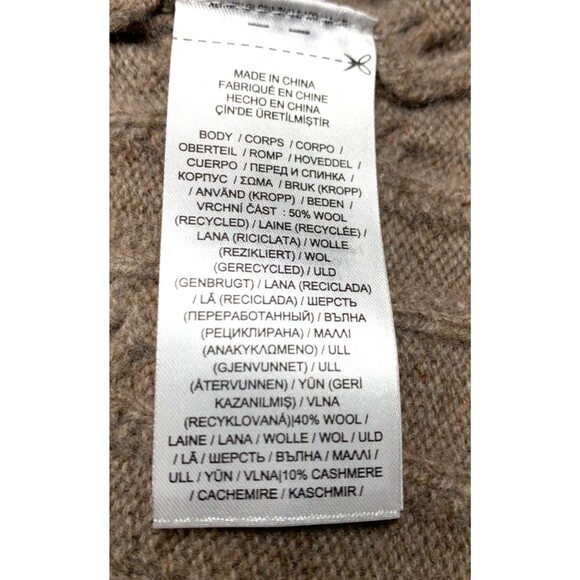 MADE IN CHINA
FABRIQUÉ EN CHINE
HECHO EN CHINA
ÇİN'DE ÜRETİLMİŞTİR
BODY / CORPS / CORPO /
OBERTEIL / ROMP / HOVEDDEL /
CUERPO / ПЕРЕД И СПИНКА /
КОРПУС / ΣΩΜΑ / BRUK (KROPP)
/ ANVÄND (KROPP) / BEDEN /
VRCHNÍ ČÁST : 50% WOOL
(RECYCLED) / LAINE (RECYCLÉE) /
LANA (RICICLATA) / WOLLE
(REZIKLIERT) / WOL
(GERECYCLED) / ULD
(GENBRUGT) / LANA (RECICLADA)
/ LÃ (RECICLADA) / ШЕРСТЬ
(ПЕРЕРАБОТАННЫЙ) / ВЪЛНА
(РЕЦИКЛИРАНА) / ΜΑΛΛΙ
(ΑΝΑΚΥΚΛΩΜΕΝΟ) / ULL
(GJENVUNNET) / ULL
(ÅTERVUNNEN) / YÜN (GERİ
KAZANILMIŞ) / VLNA
(RECYKLOVANÁ)|40% WOOL /
LAINE / LANA / WOLLE / WOL / ULD
/ LÃ / ШЕРСТЬ / ВЪЛНА / ΜΑΛΛΙ /
ULL / YÜN / VLNA|10% CASHMERE
/ CACHEMIRE / KASCHMIR /